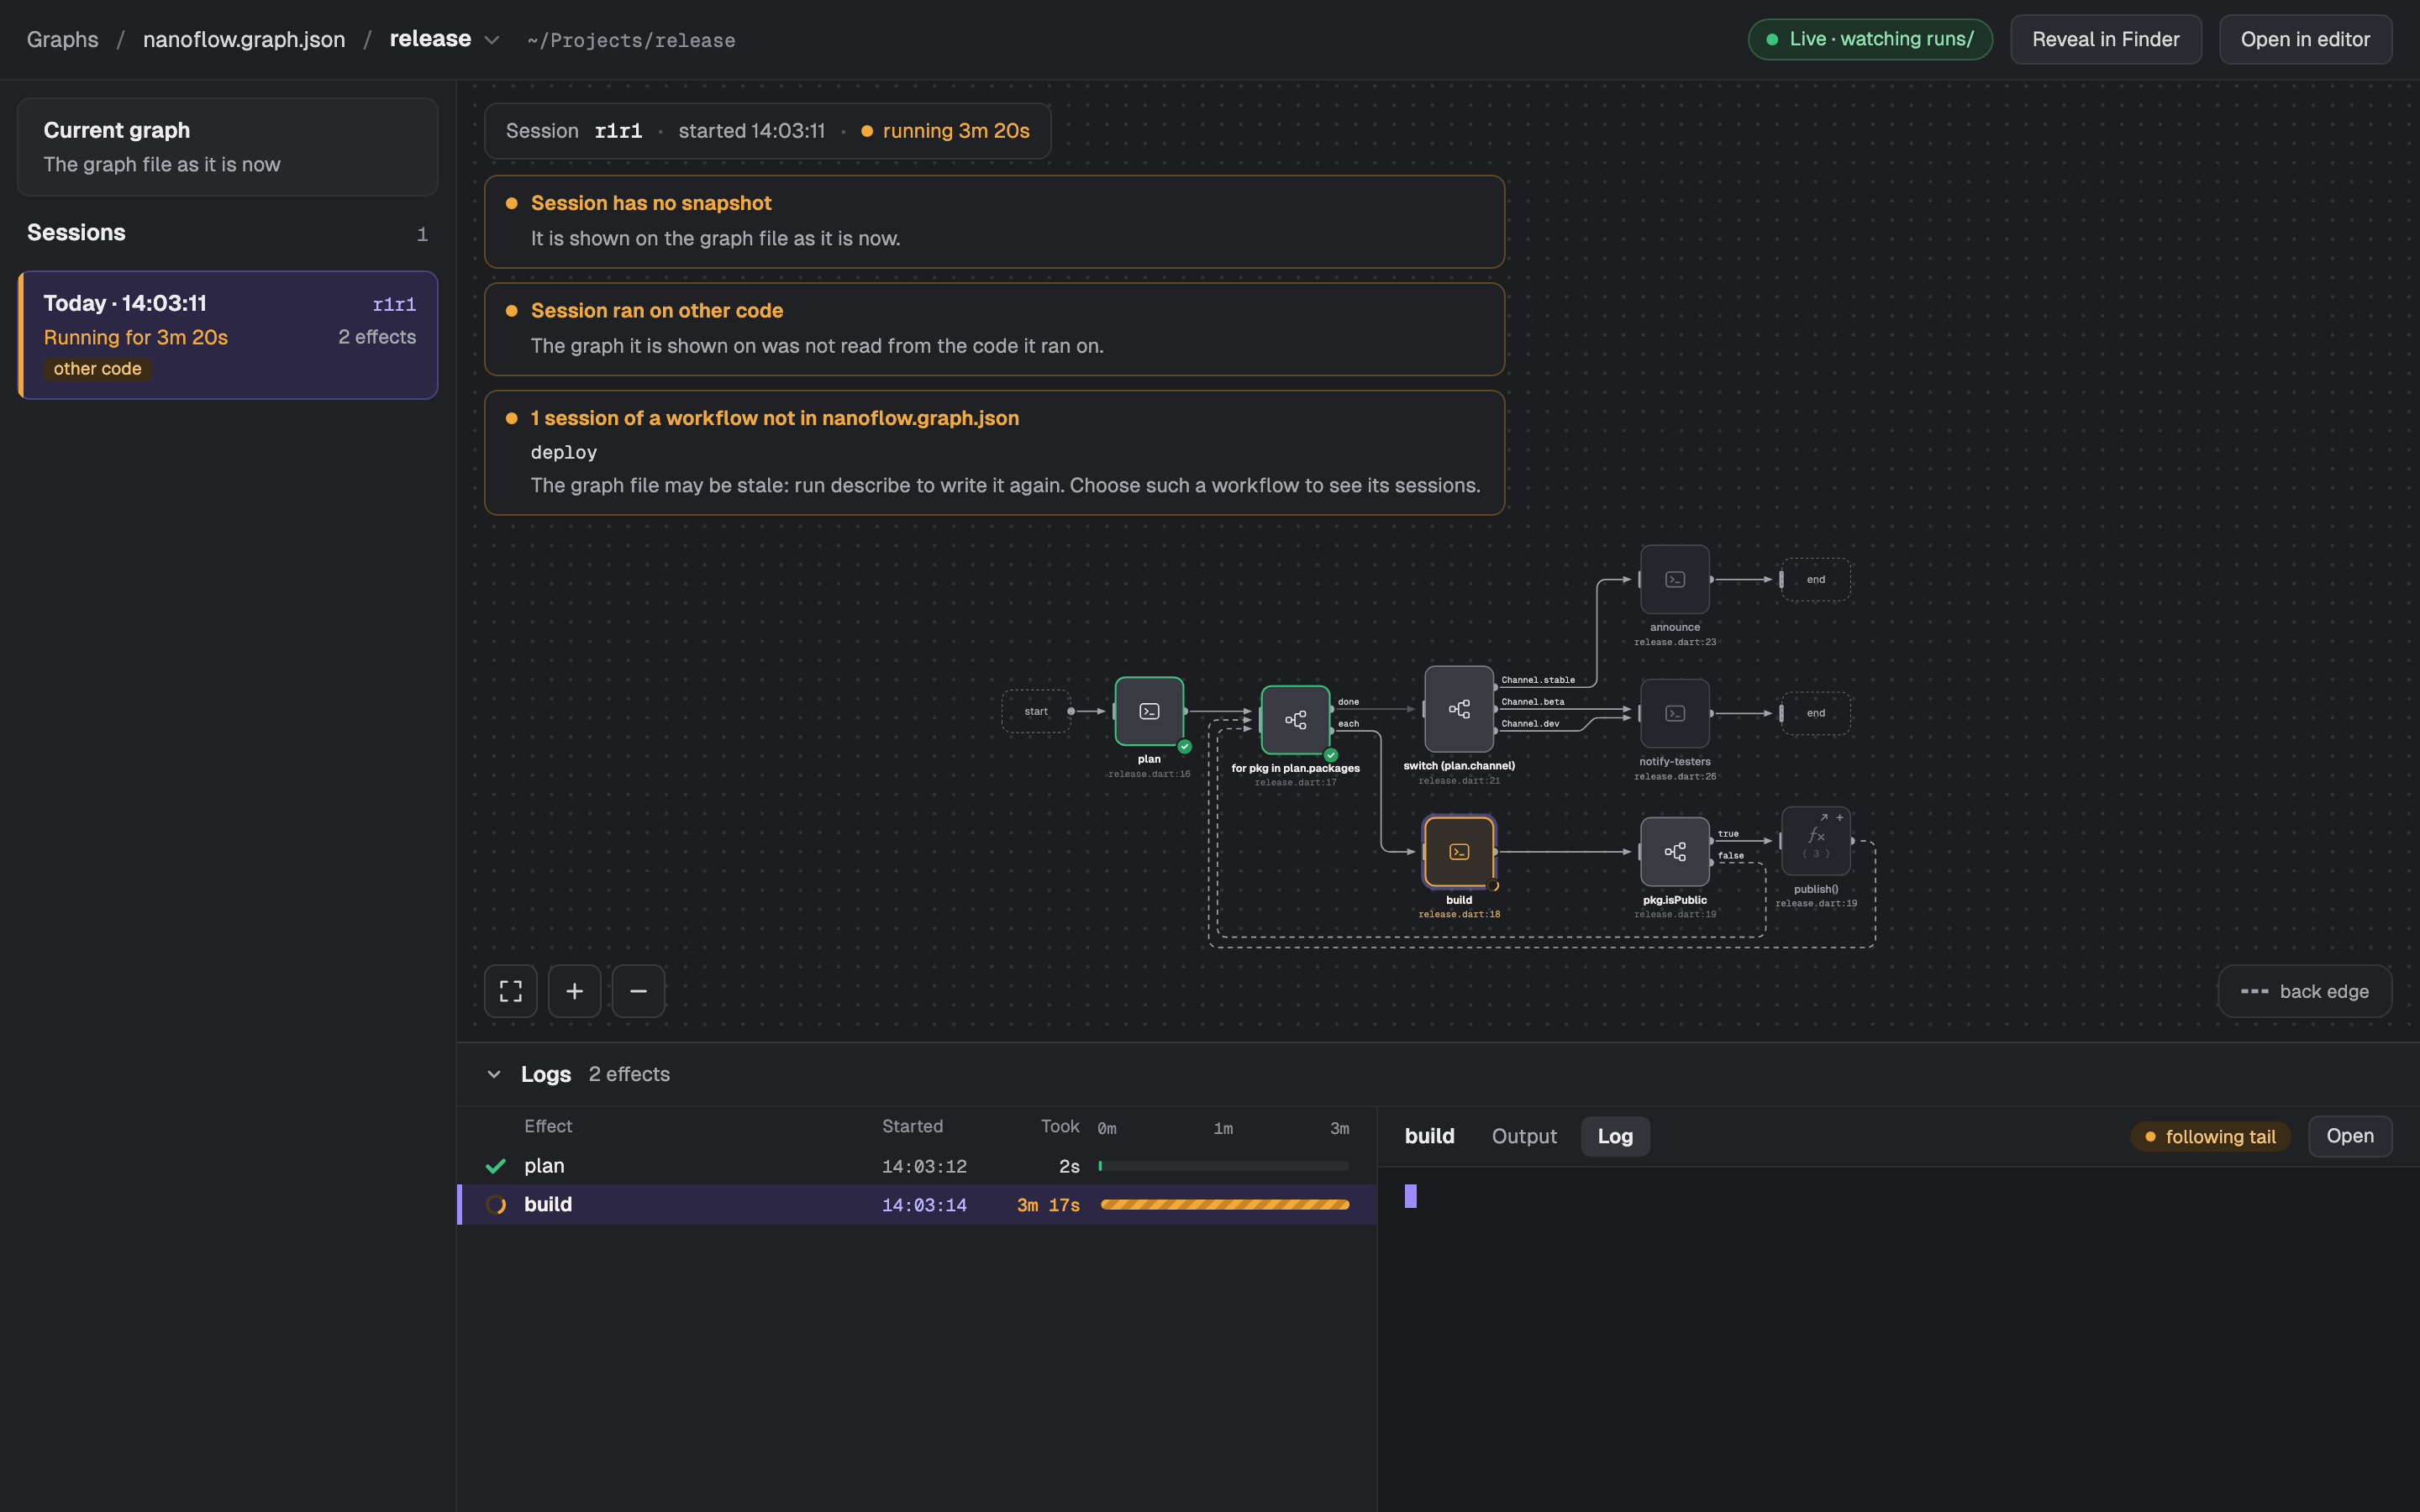 Graphs / nanoflow.graph.json / release ~/Projects/release
Live · watching runs/
Reveal in Finder
Open in editor
Current graph
The graph file as it is now
Sessions 1
Today · 14:03:11 r1r1
Running for 3m 20s 2 effects
other code
Session r1r1 · started 14:03:11 · running 3m 20s
Session has no snapshot
It is shown on the graph file as it is now.
Session ran on other code
The graph it is shown on was not read from the code it ran on.
1 session of a workflow not in nanoflow.graph.json
deploy
The graph file may be stale: run describe to write it again. Choose such a workflow to see its sessions.
start
plan
release.dart:16
for pkg in plan.packages
release.dart:17
done
each
switch (plan.channel)
release.dart:21
Channel.stable
Channel.beta
Channel.dev
announce
release.dart:23
end
notify-testers
release.dart:26
end
build
release.dart:18
pkg.isPublic
release.dart:19
true
false
fx
( 3 )
publish()
release.dart:19
back edge
Logs 2 effects
Effect Started Took 0m 1m 3m
plan 14:03:12 2s
build 14:03:14 3m 17s
build Output Log
following tail
Open